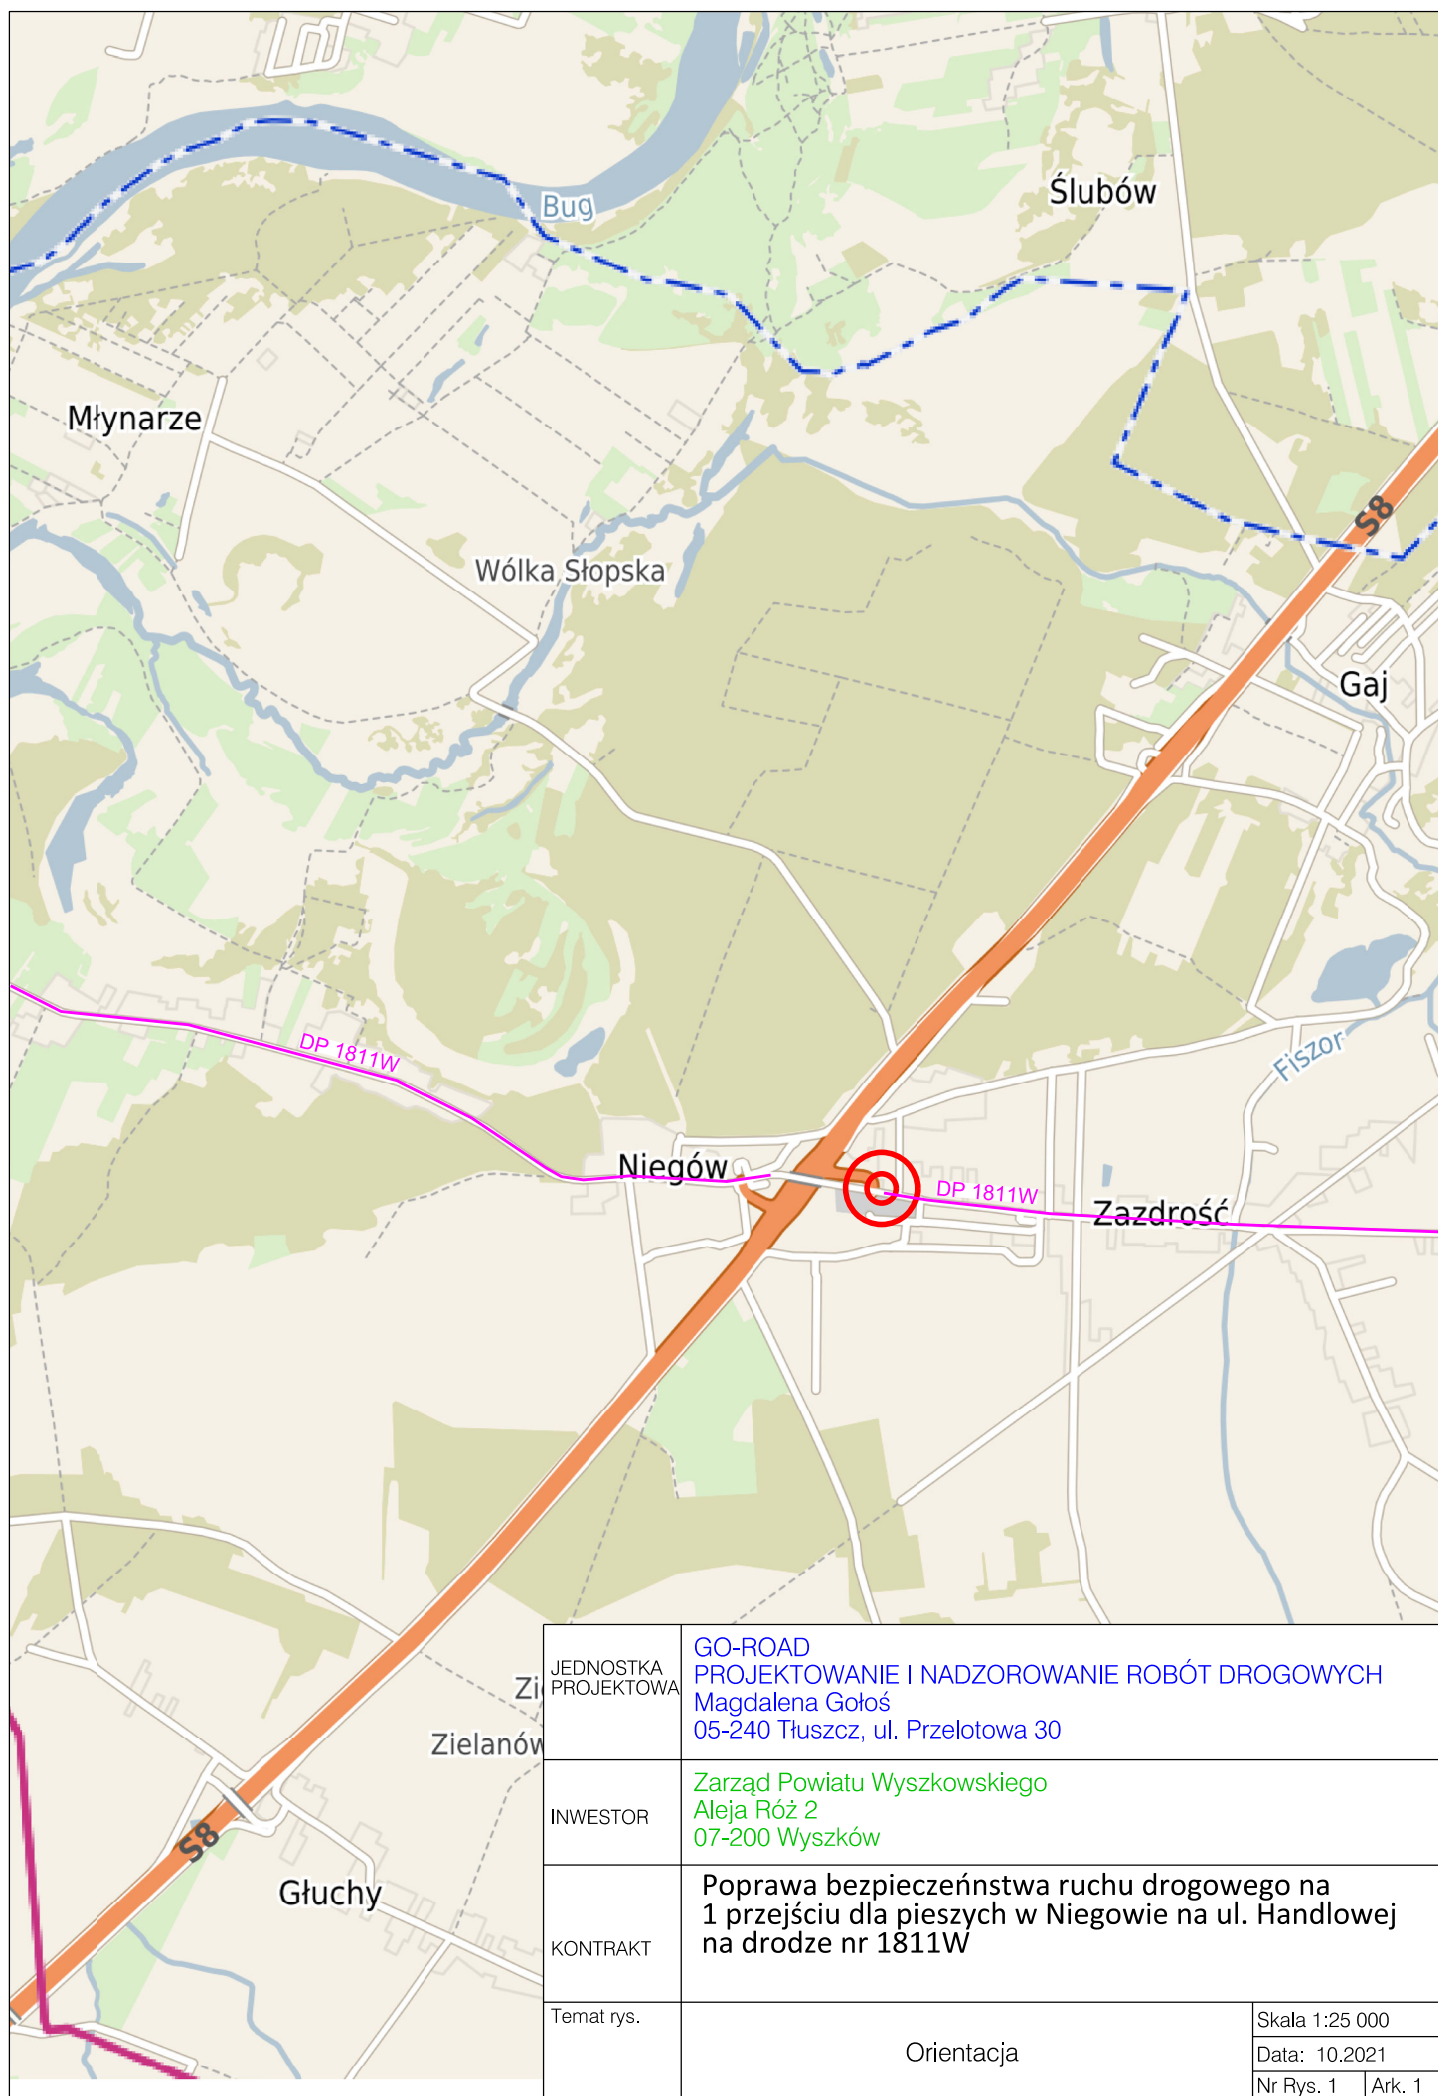 Bug
Ślubów
Młynarze
S8
Wólka Słopska
Gaj
DP 1811W
Fiszor
Niegów
DP 1811W
Zazdrość
Zielanów
S8
Głuchy
JEDNOSTKA
PROJEKTOWA
GO-ROAD
PROJEKTOWANIE I NADZOROWANIE ROBÓT DROGOWYCH
Magdalena Gołoś
05-240 Tłuszcz, ul. Przelotowa 30
INWESTOR
Zarząd Powiatu Wyszkowskiego
Aleja Róż 2
07-200 Wyszków
KONTRAKT
Poprawa bezpieczeńnstwa ruchu drogowego na
1 przejściu dla pieszych w Niegowie na ul. Handlowej
na drodze nr 1811W
Temat rys.
Orientacja
Skala 1:25 000
Data: 10.2021
Nr Rys. 1
Ark. 1